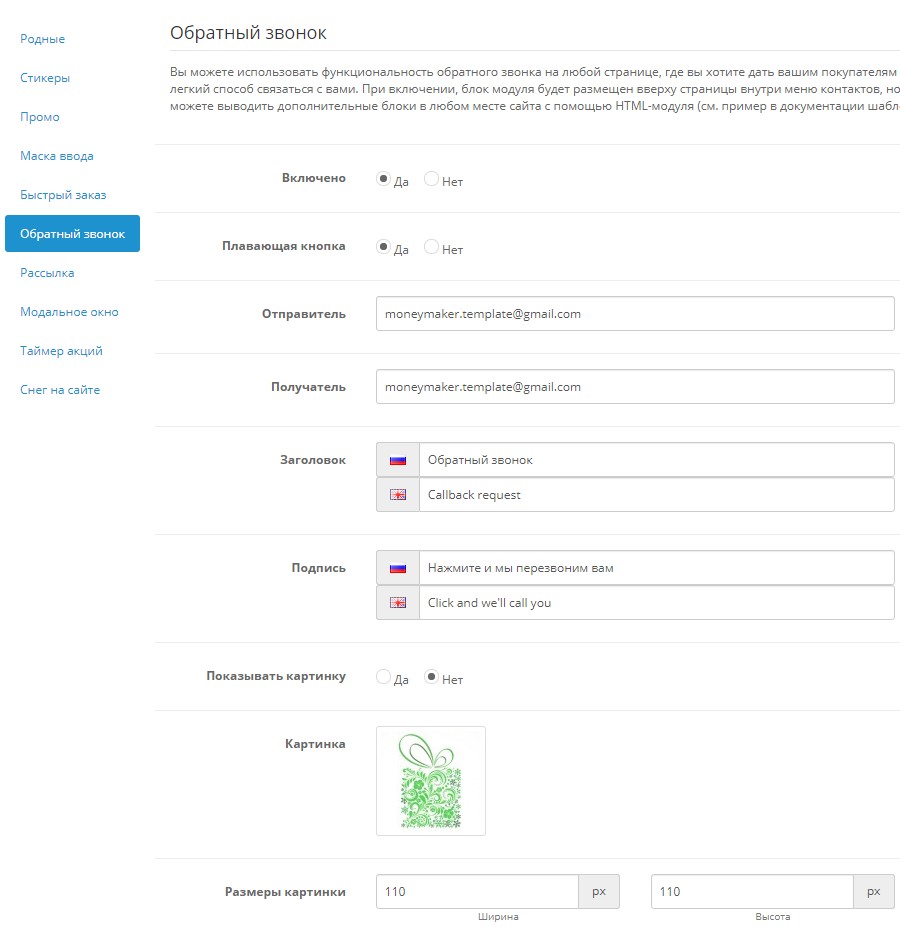 Родные
Стикеры
Промо
Маска ввода
Быстрый заказ
Обратный звонок
Рассылка
Модальное окно
Таймер акций
Снег на сайте
Обратный звонок
Вы можете использовать функциональность обратного звонка на любой странице, где вы хотите дать вашим покупателям
легкий способ связаться с вами. При включении, блок модуля будет размещен вверху страницы внутри меню контактов, но
можете выводить дополнительные блоки в любом месте сайта с помощью HTML-модуля (см. пример в документации
Включено Да Нет
Плавающая кнопка Да Нет
Отправитель moneymaker.template@gmail.com
Получатель moneymaker.template@gmail.com
Заголовок Обратный звонок
Callback request
Подпись Нажмите и мы перезвоним вам
Click and we'll call you
Показывать картинку Да Нет
Картинка
Размеры картинки 110 px 110 px
Ширина Высота